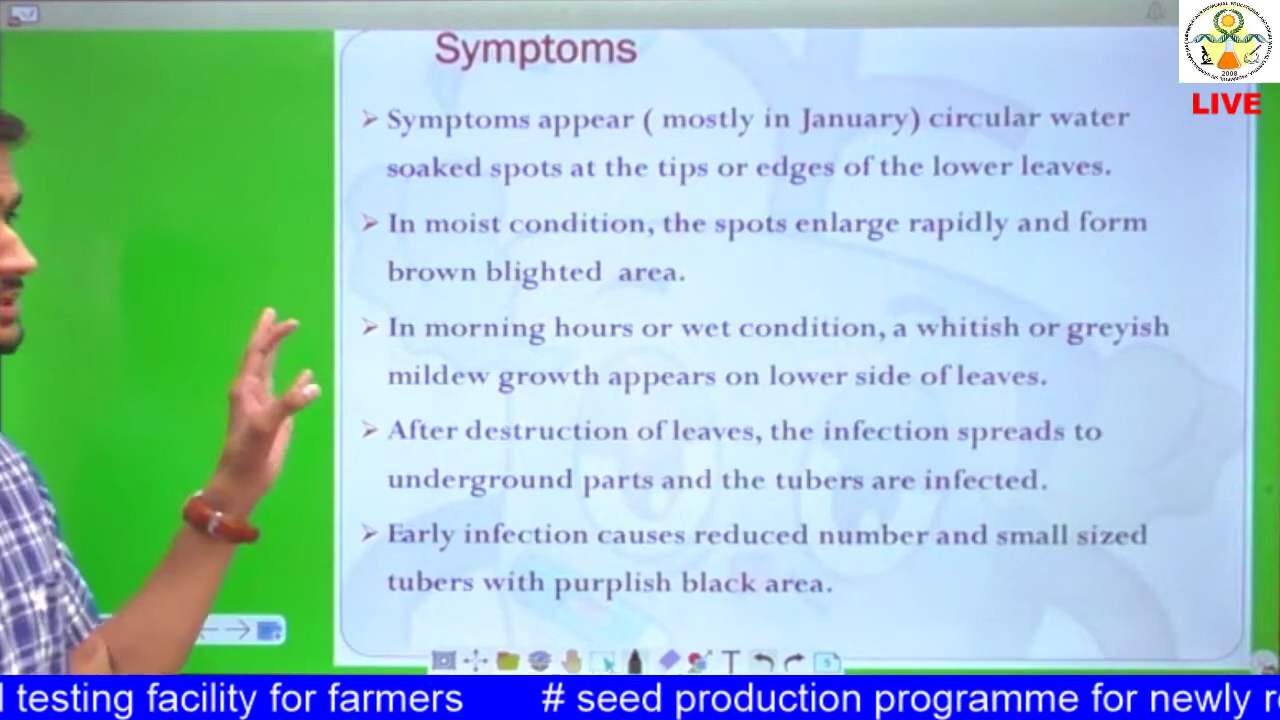 Symptoms
➢ Symptoms appear ( mostly in January) circular water
soaked spots at the tips or edges of the lower leaves.
➢ In moist condition, the spots enlarge rapidly and form
brown blighted area.
➢ In morning hours or wet condition, a whitish or greyish
mildew growth appears on lower side of leaves.
➢ After destruction of leaves, the infection spreads to
underground parts and the tubers are infected.
➢ Early infection causes reduced number and small sized
tubers with purplish black area.
2008
LIVE
testing facility for farmers # seed production programme for newly